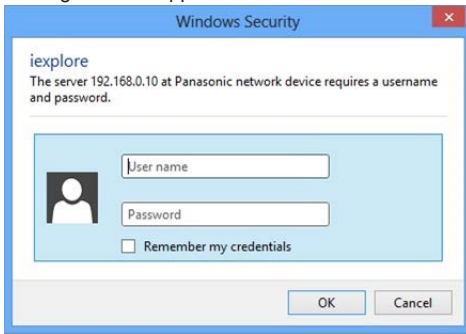 Windows Security
iexplore
The server 192.168.0.10 at Panasonic network device requires a username
and password.
User name
Password
Remember my credentials
OK Cancel